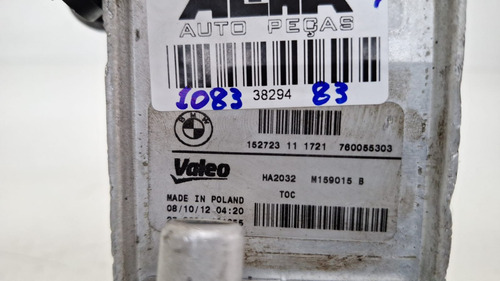 AUTO PEÇAS
1083 38294 83
BMW
152723 11 1721 760055303
Valeo HA2032 M159015 B
MADE IN POLAND TOC
08/10/12 04:20